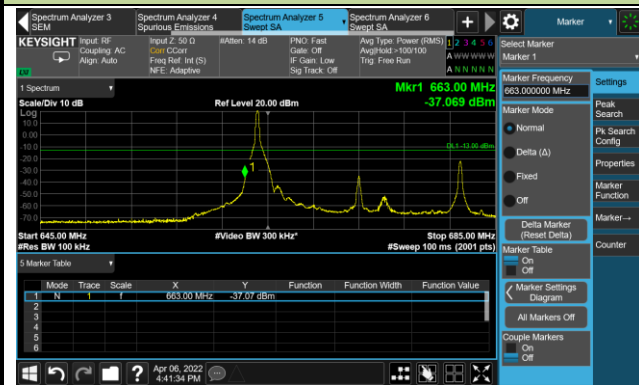 Spectrum Analyzer 3
SEM
Spectrum Analyzer 4
Spurious Emissions
Spectrum Analyzer 5
Swept SA
Spectrum Analyzer 6
Swept SA
Marker
KEYSIGHT
Input: RF
Coupling: AC
Align: Auto
Input Z: 50 Ω
Corr CCorr
Freq Ref: Int (S)
NFE: Adaptive
#Atten: 14 dB
PNO: Fast
Gate: Off
IF Gain: Low
Sig Track: Off
Avg Type: Power (RMS)
Avg|Hold:>100/100
Trig: Free Run
1 2 3 4 5 6
A W W W W W
A N N N N N
Select Marker
Marker 1
1 Spectrum
Mkr1 663.00 MHz
-37.069 dBm
Scale/Div 10 dB
Ref Level 20.00 dBm
Log
10.0
0.00
-10.0
-20.0
-30.0
-40.0
-50.0
-60.0
-70.0
DL1 -13.00 dBm
1
Start 645.00 MHz
#Video BW 300 kHz*
Stop 685.00 MHz
#Res BW 100 kHz
#Sweep 100 ms (2001 pts)
5 Marker Table
Mode Trace Scale X Y Function Function Width Function Value
1 N 1 f 663.00 MHz -37.07 dBm
2
3
4
5
6
Marker Frequency
663.000000 MHz
Marker Mode
Normal
Delta (Δ)
Fixed
Off
Delta Marker
(Reset Delta)
Marker Table
On
Off
Marker Settings
Diagram
All Markers Off
Couple Markers
On
Off
Settings
Peak
Search
Pk Search
Config
Properties
Marker
Function
Marker→
Counter
Apr 06, 2022
4:41:34 PM